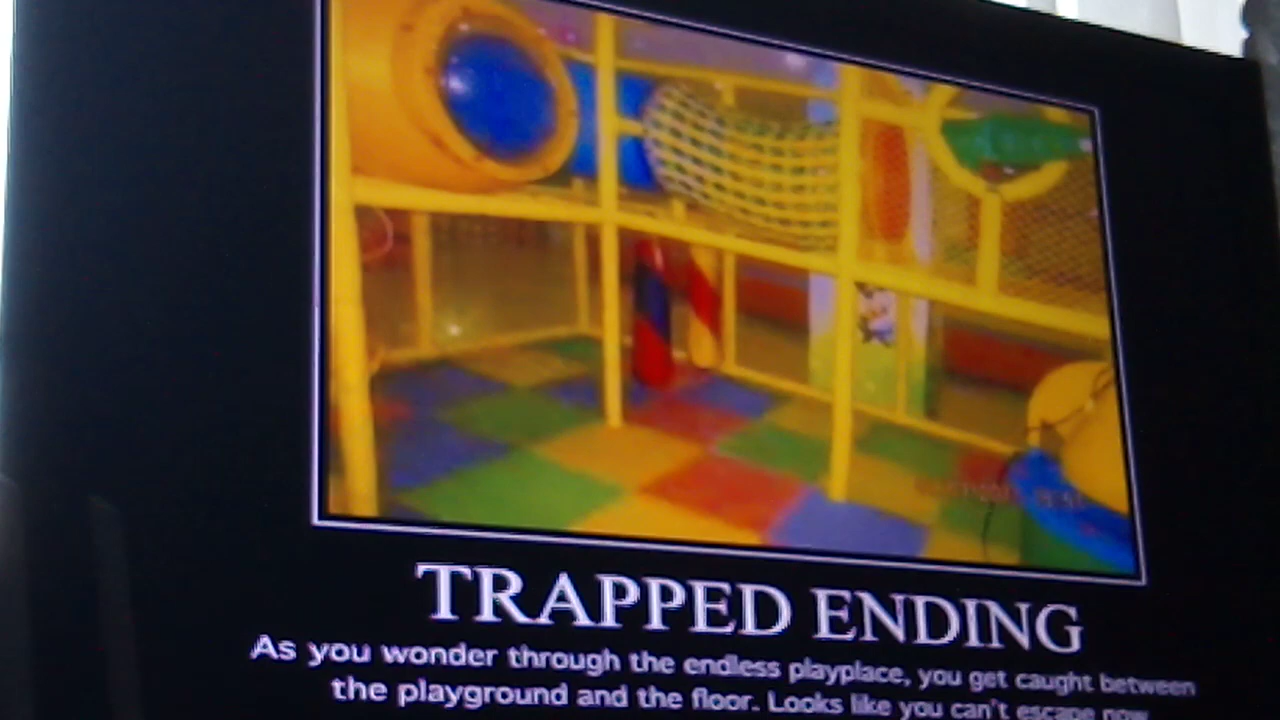 TRAPPED ENDING
As you wonder through the endless playplace, you get caught between
the playground and the floor. Looks like you can't escape now